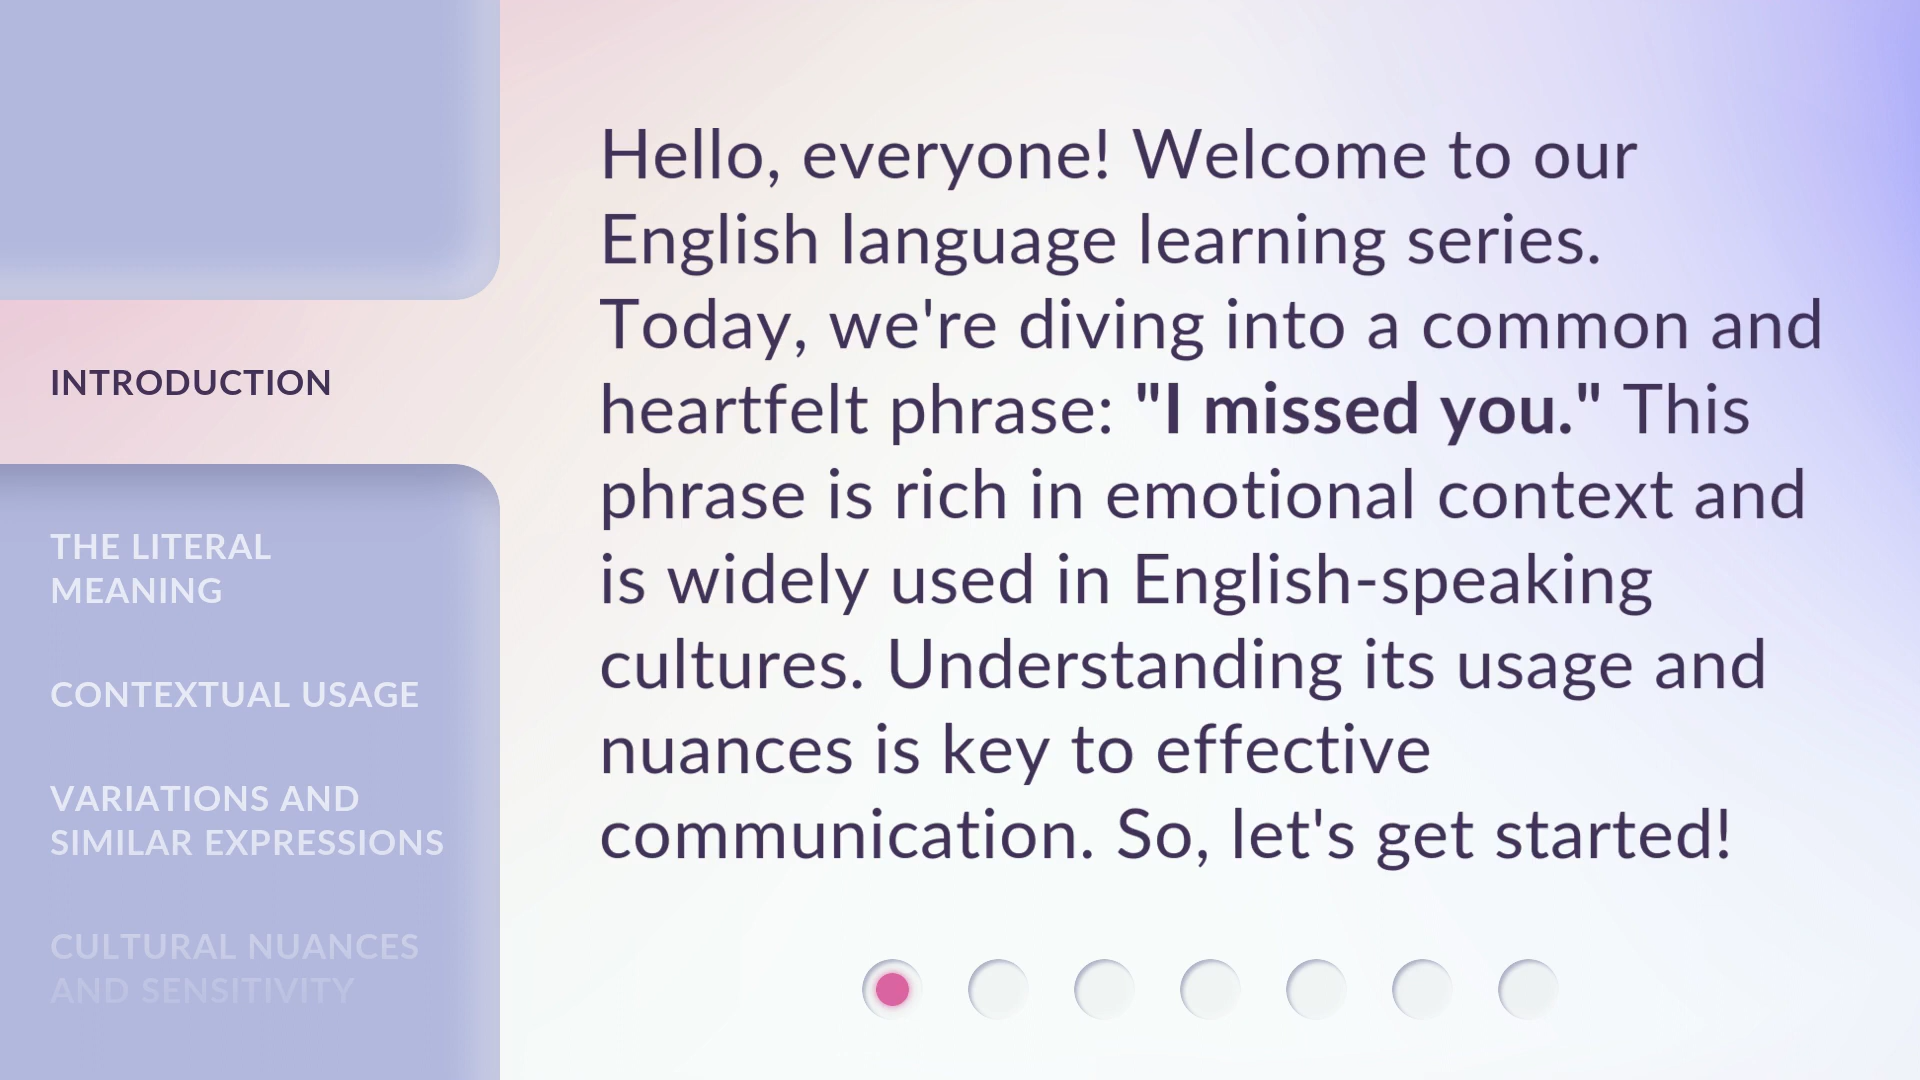 INTRODUCTION
THE LITERAL
MEANING
CONTEXTUAL USAGE
VARIATIONS AND
SIMILAR EXPRESSIONS
CULTURAL NUANCES
AND SENSITIVITY
Hello, everyone! Welcome to our
English language learning series.
Today, we're diving into a common and
heartfelt phrase: "I missed you." This
phrase is rich in emotional context and
is widely used in English-speaking
cultures. Understanding its usage and
nuances is key to effective
communication. So, let's get started!